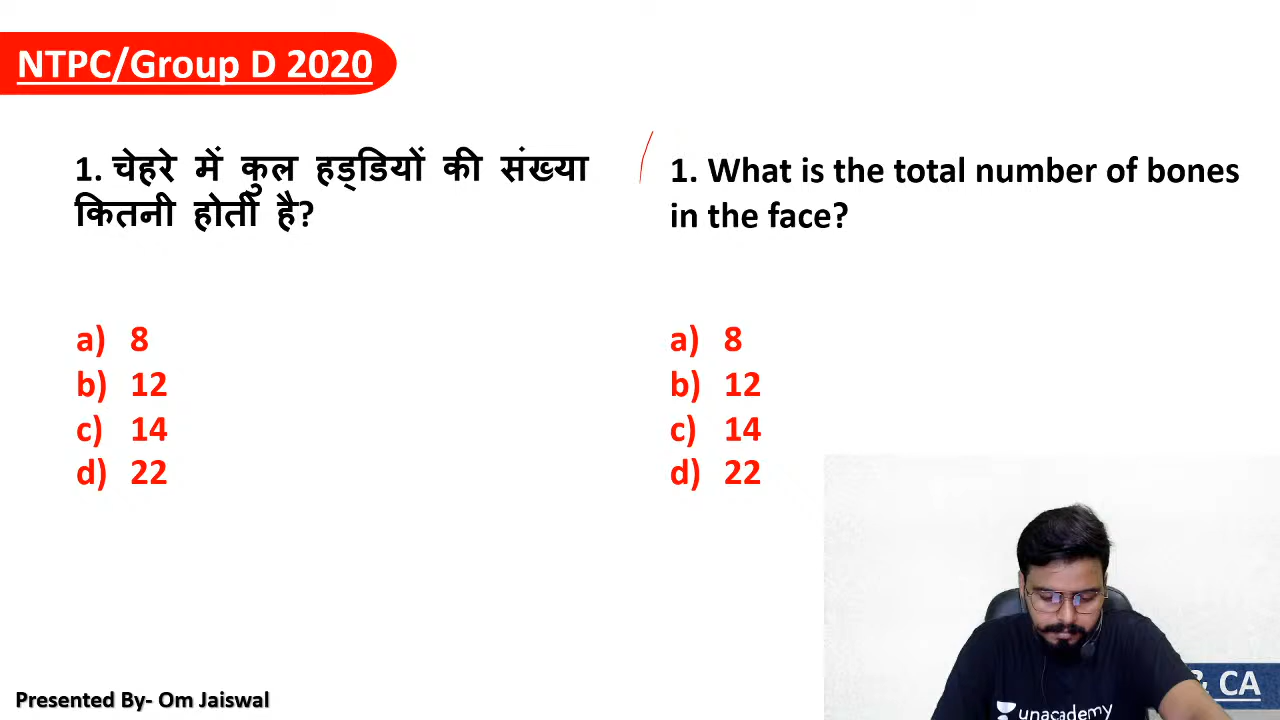 NTPC/Group D 2020
1. चेहरे में कुल हड्डियों की संख्या
कितनी होती है?
a) 8
b) 12
c) 14
d) 22
1. What is the total number of bones
in the face?
a) 8
b) 12
c) 14
d) 22
& CA
unacademy
Presented By- Om Jaiswal